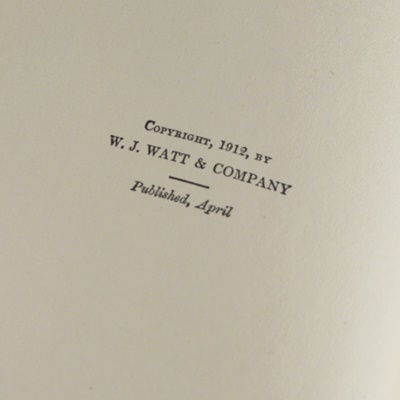 COPYRIGHT, 1912, BY
W. J. WATT & COMPANY
Published, April